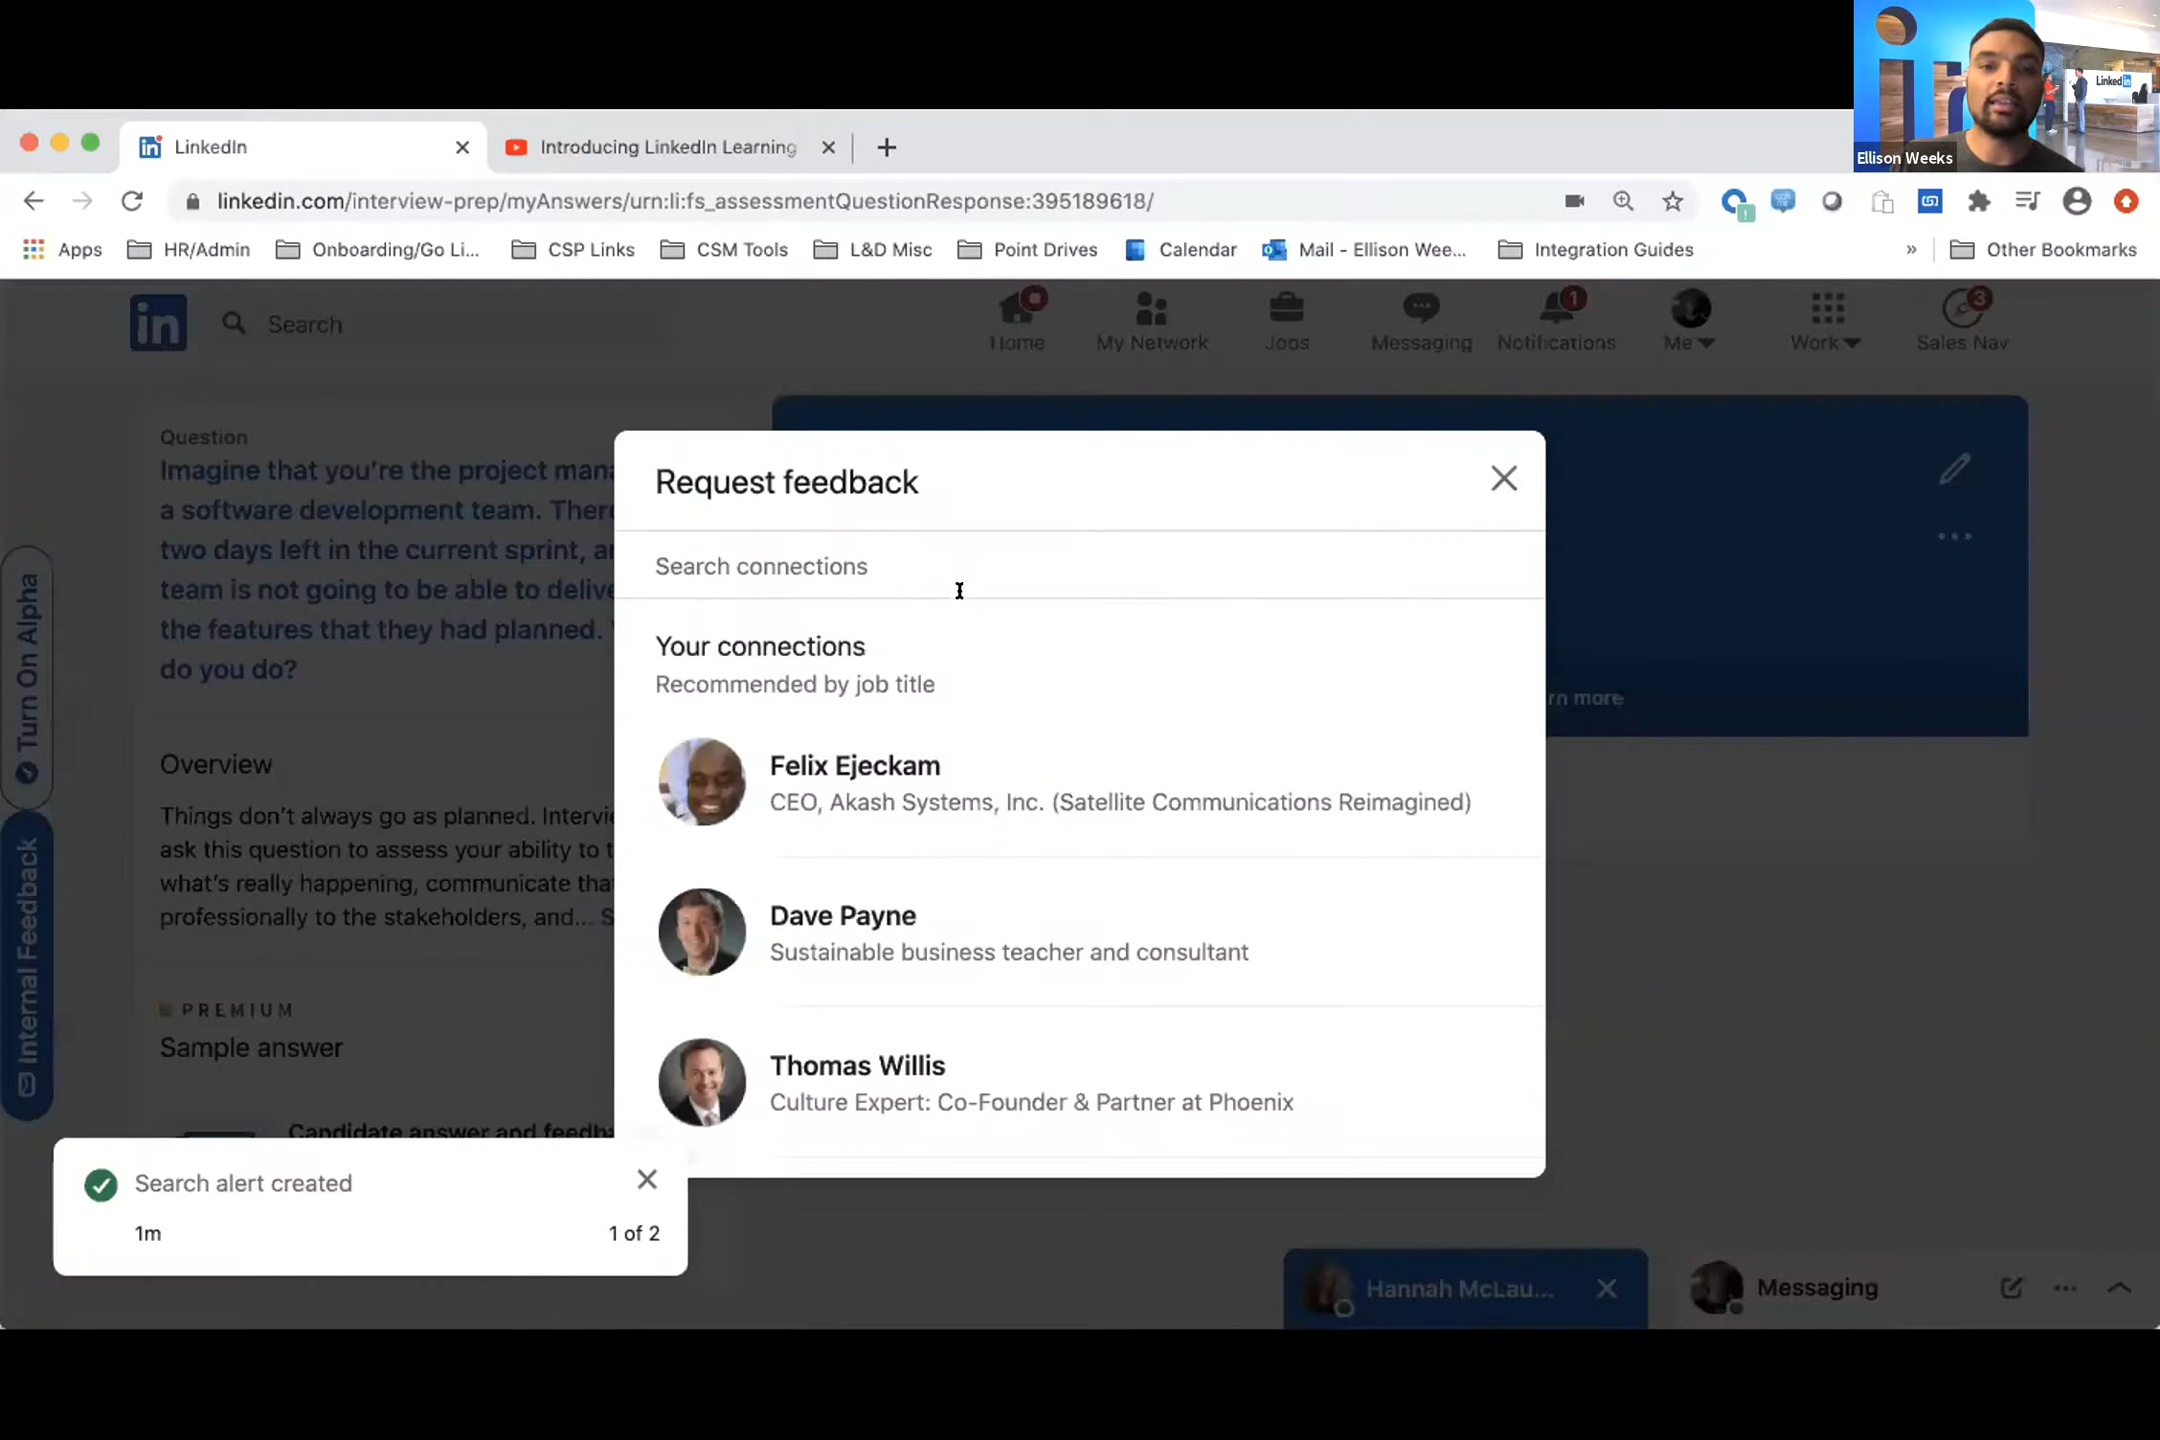 Linkedin
Ellison Weeks
LinkedIn
Introducing LinkedIn Learning
linkedin.com/interview-prep/myAnswers/urn:li:fs_assessmentQuestionResponse:395189618/
Apps
HR/Admin
Onboarding/Go Li...
CSP Links
CSM Tools
L&D Misc
Point Drives
Calendar
Mail - Ellison Wee...
Integration Guides
»
Other Bookmarks
in
Search
Home
My Network
Jobs
Messaging
1
Notifications
Me
Work
3
Sales Nav
Question
Imagine that you're the project
a software development team.
two days left in the current sprint,
team is not going to be able to
the features that they had planned.
do you do?
Overview
Things don't always go as planned.
ask this question to assess your ability to
what's really happening, communicate
professionally to the stakeholders, and...
PREMIUM
Sample answer
Candidate answer and
Turn On Alpha
Internal Feedback
Request feedback
Search connections
Your connections
Recommended by job title
Felix Ejeckam
CEO, Akash Systems, Inc. (Satellite Communications Reimagined)
Dave Payne
Sustainable business teacher and consultant
Thomas Willis
Culture Expert: Co-Founder & Partner at Phoenix
more
Search alert created
1m
1 of 2
Hannah McLau...
Messaging